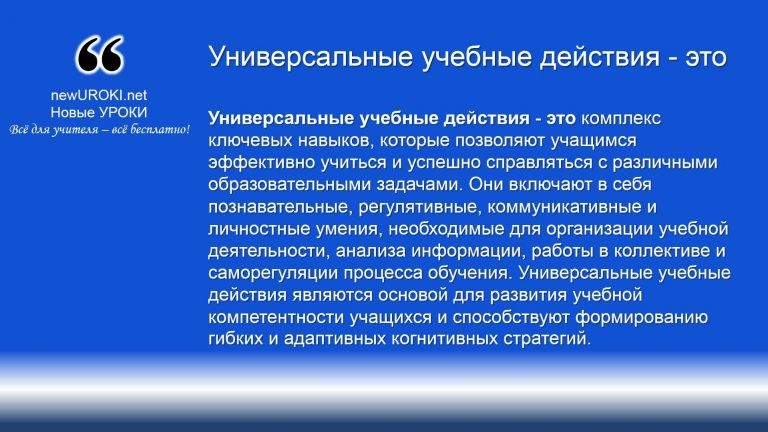 newUROKI.net
Новые УРОКИ
Всё для учителя – всё бесплатно!
Универсальные учебные действия - это
Универсальные учебные действия - это комплекс
ключевых навыков, которые позволяют учащимся
эффективно учиться и успешно справляться с различными
образовательными задачами. Они включают в себя
познавательные, регулятивные, коммуникативные и
личностные умения, необходимые для организации учебной
деятельности, анализа информации, работы в коллективе и
саморегуляции процесса обучения. Универсальные учебные
действия являются основой для развития учебной
компетентности учащихся и способствуют формированию
гибких и адаптивных когнитивных стратегий.